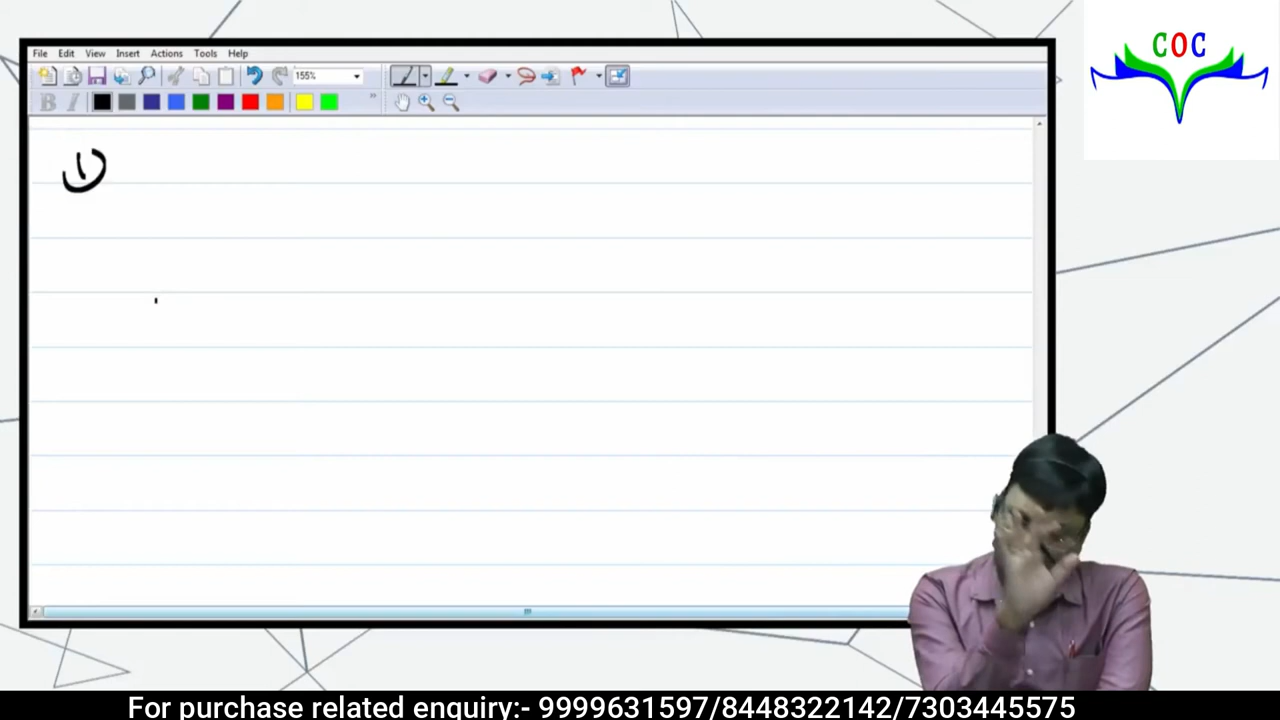 COC
File Edit View Insert Actions Tools Help
155%
B I
①
For purchase related enquiry:- 9999631597/8448322142/7303445575